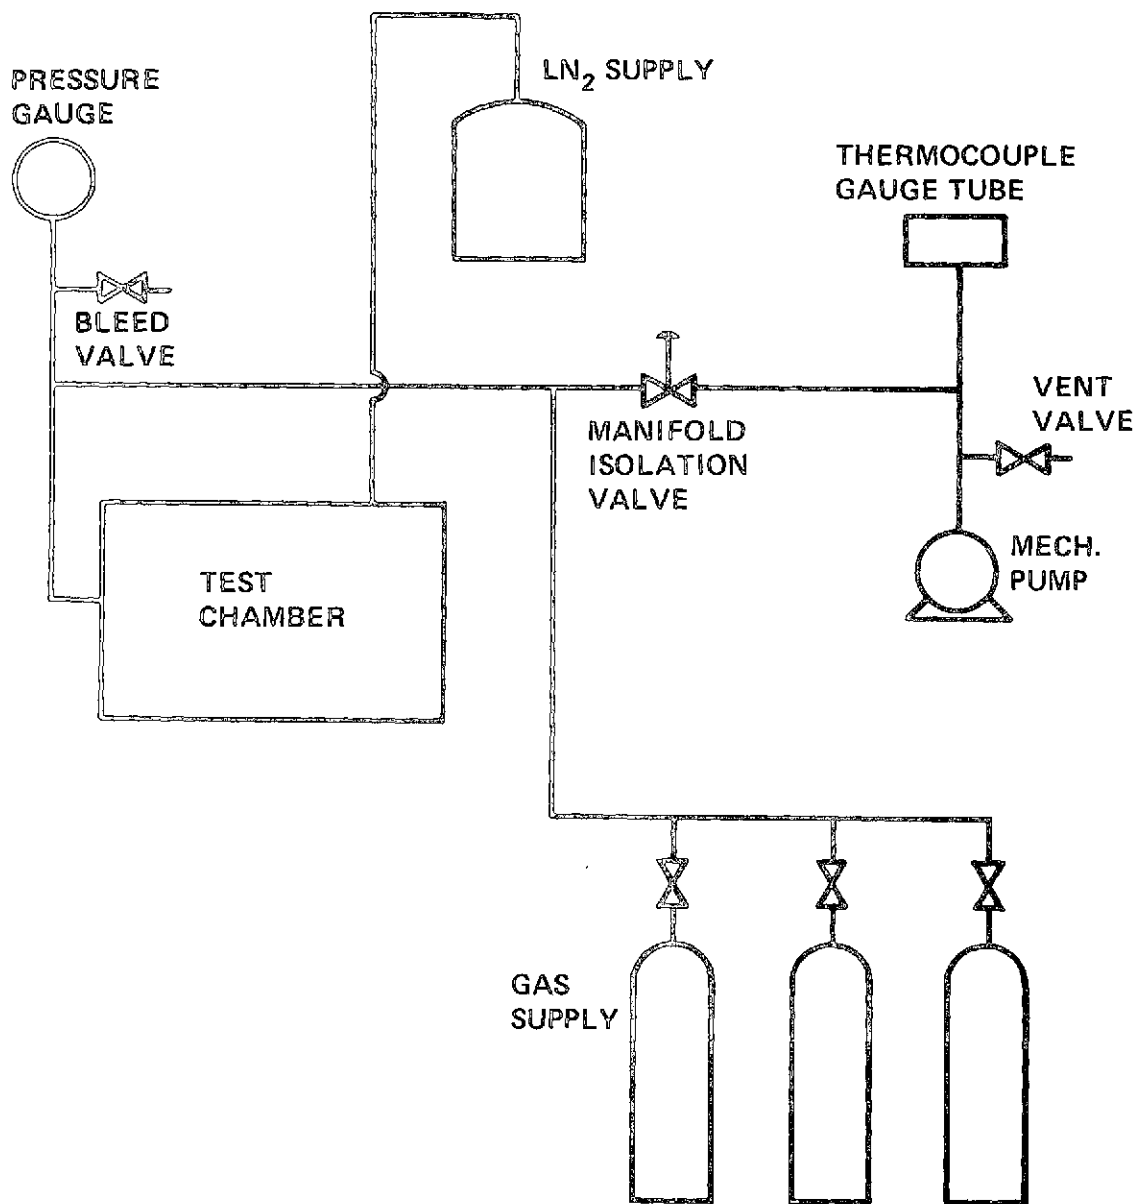 PRESSURE
GAUGE
LN₂ SUPPLY
THERMOCOUPLE
GAUGE TUBE
BLEED
VALVE
VENT
VALVE
MANIFOLD
ISOLATION
VALVE
MECH.
PUMP
TEST
CHAMBER
GAS
SUPPLY